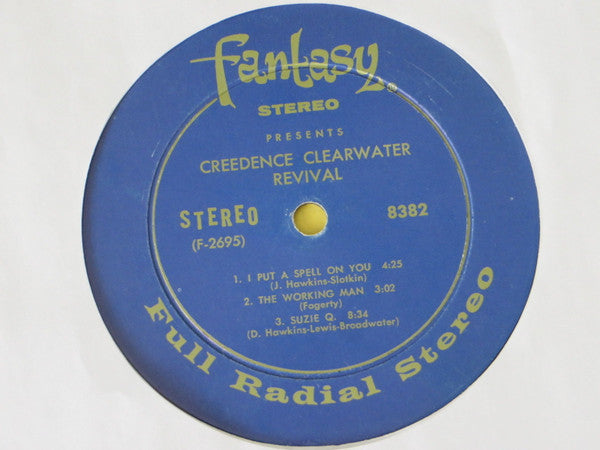 fantasy®
STEREO
PRESENTS
CREEDENCE CLEARWATER
REVIVAL
STEREO 8382
(F-2695)
1. I PUT A SPELL ON YOU 4:25
(J. Hawkins-Slotkin)
2. THE WORKING MAN 3:02
(Fogerty)
3. SUZIE Q. 8:34
(D. Hawkins-Lewis-Broadwater)
Full Radial Stereo